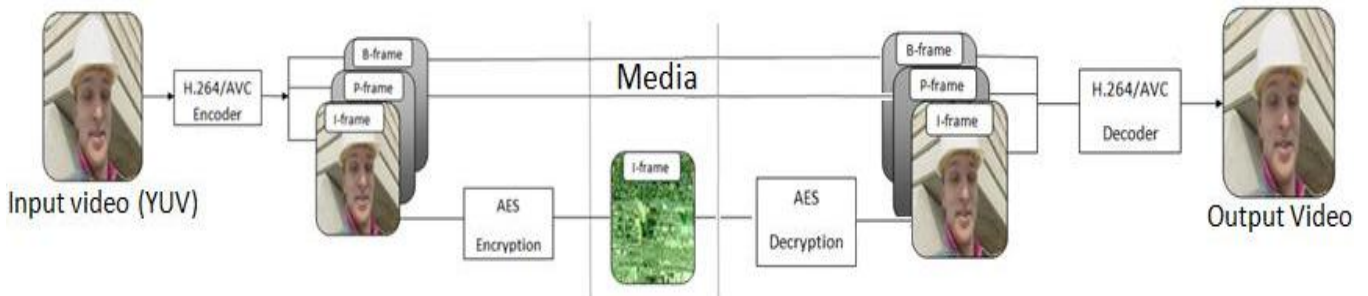 Input video (YUV)
H.264/AVC
Encoder
B-frame
P-frame
I-frame
AES
Encryption
Media
I-frame
AES
Decryption
B-frame
P-frame
I-frame
H.264/AVC
Decoder
Output Video